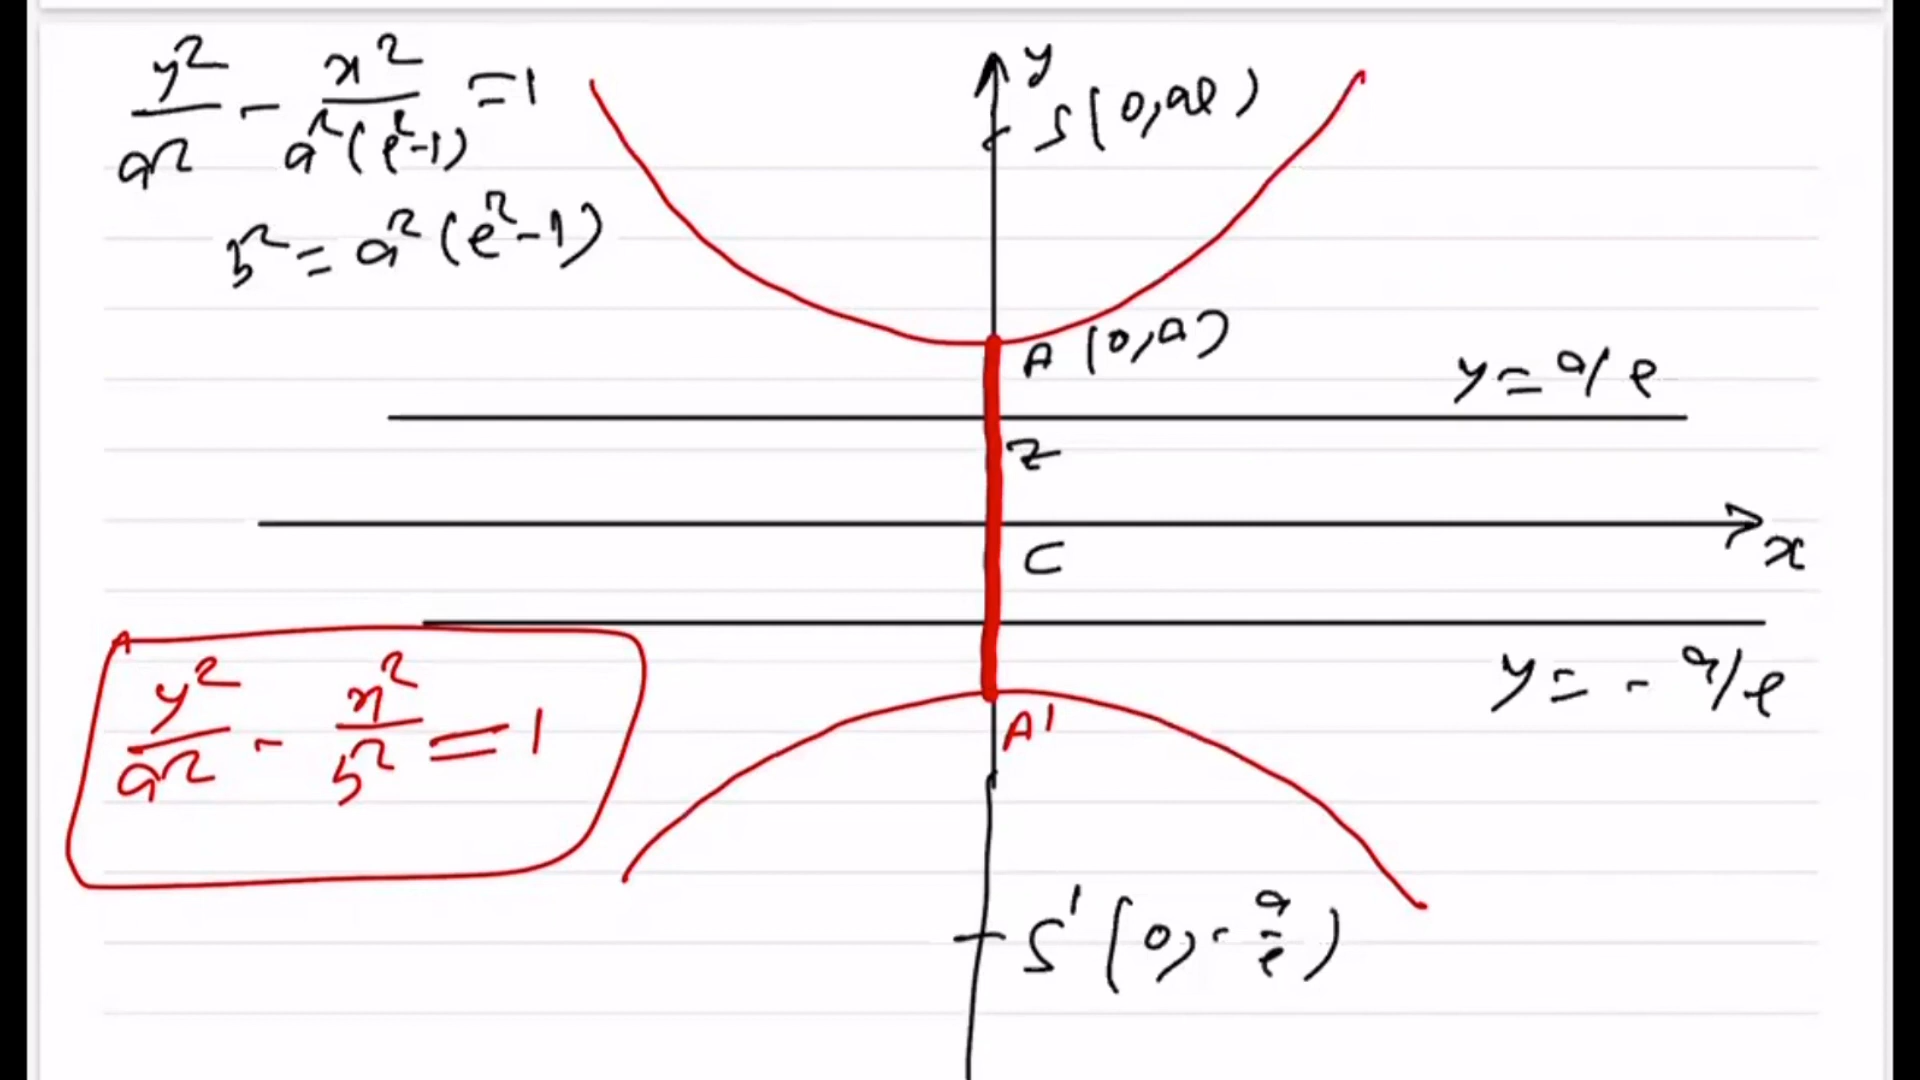 y²/a² - x²/a²(e²-1) = 1
b² = a²(e²-1)
y
S(0,ae)
A (0,a)
y = a/e
Z
C
x
y = - a/e
y²/a² - x²/b² = 1
A'
S' (0, - a/e)